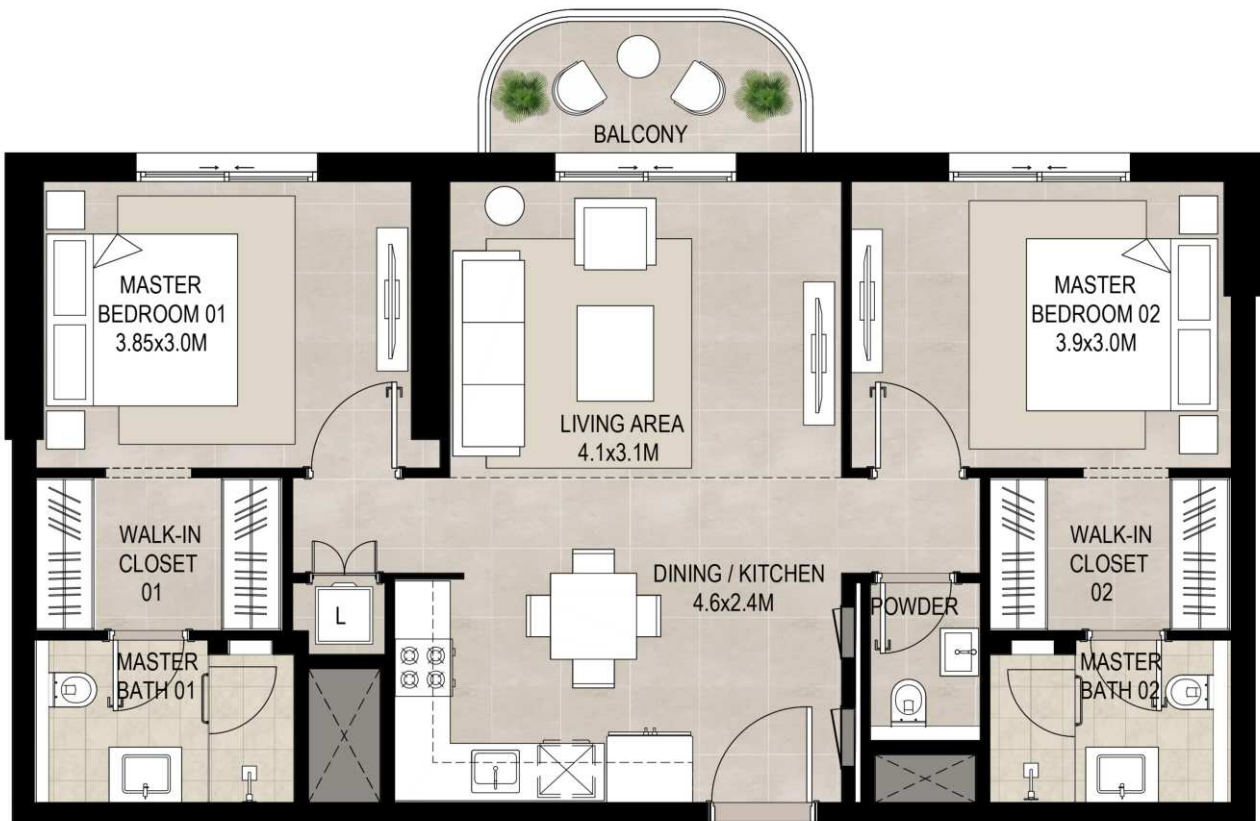 BALCONY
MASTER
BEDROOM 01
3.85x3.0M
LIVING AREA
4.1x3.1M
MASTER
BEDROOM 02
3.9x3.0M
WALK-IN
CLOSET
01
L
DINING / KITCHEN
4.6x2.4M
POWDER
WALK-IN
CLOSET
02
MASTER
BATH 01
MASTER
BATH 02